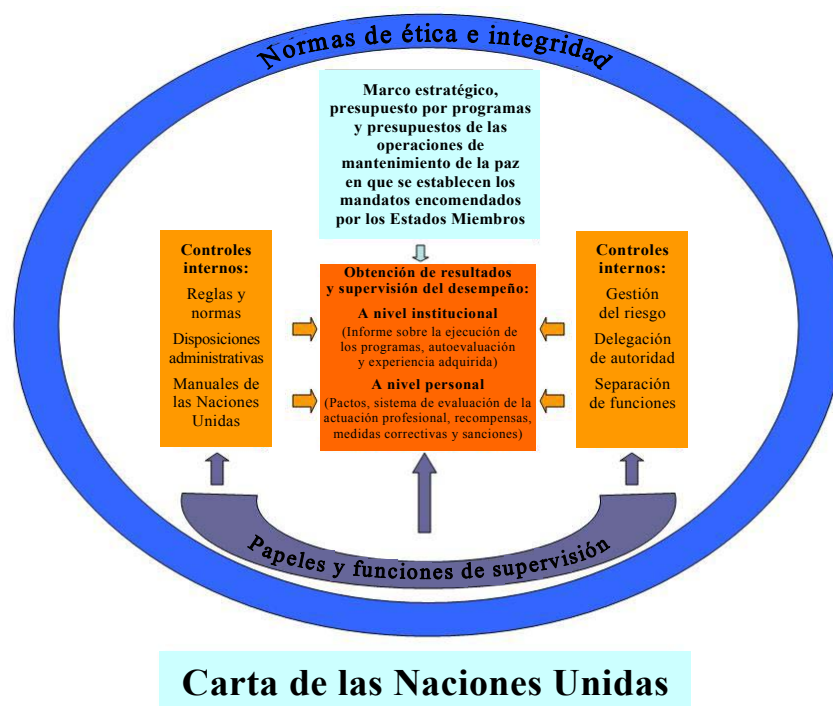 Normas de ética e integridad
Marco estratégico,
presupuesto por programas
y presupuestos de las
operaciones de
mantenimiento de la paz
en que se establecen los
mandatos encomendados
por los Estados Miembros
Controles
internos:
Reglas y
normas
Disposiciones
administrativas
Manuales de
las Naciones
Unidas
Obtención de resultados
y supervisión del desempeño:
A nivel institucional
(Informe sobre la ejecución de
los programas, autoevaluación
y experiencia adquirida)
A nivel personal
(Pactos, sistema de evaluación de la
actuación profesional, recompensas,
medidas correctivas y sanciones)
Controles
internos:
Gestión
del riesgo
Delegación
de autoridad
Separación
de funciones
Papeles y funciones de supervisión
Carta de las Naciones Unidas